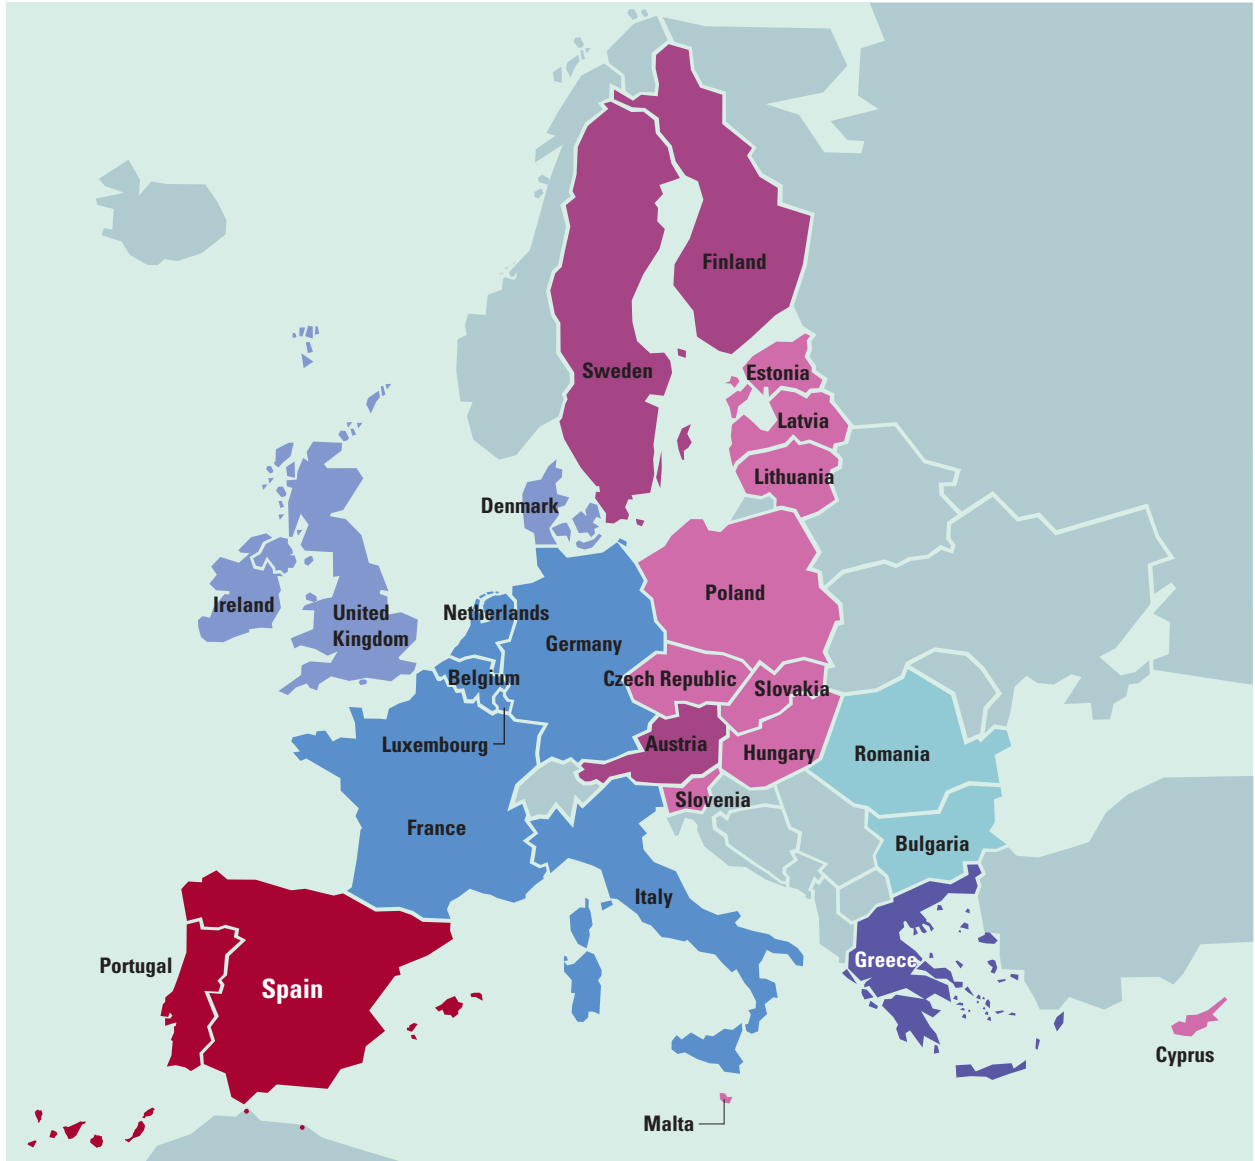 Finland
Sweden
Estonia
Latvia
Lithuania
Denmark
Poland
Ireland
United
Kingdom
Netherlands
Germany
Belgium
Czech Republic
Slovakia
Luxembourg
Austria
Hungary
Romania
Slovenia
France
Bulgaria
Italy
Portugal
Spain
Greece
Cyprus
Malta